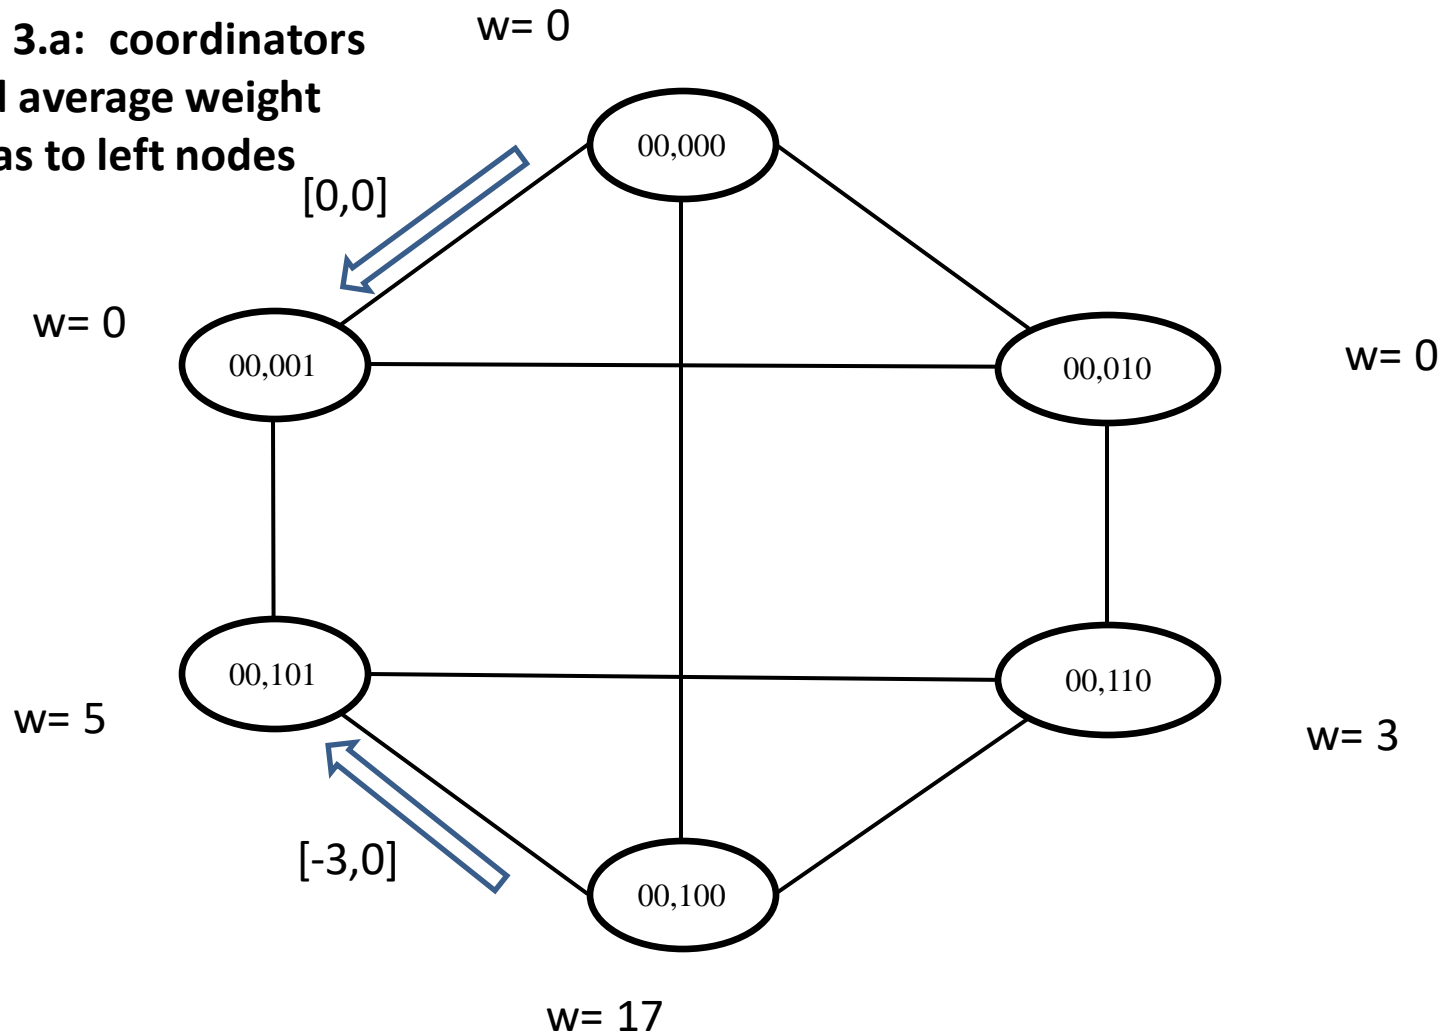 3.a: coordinators
w= 0
average weight
to left nodes
00,000
[0,0]
w= 0
00,001
00,010
w= 0
00,101
00,110
w= 5
w= 3
[-3,0]
00,100
w= 17